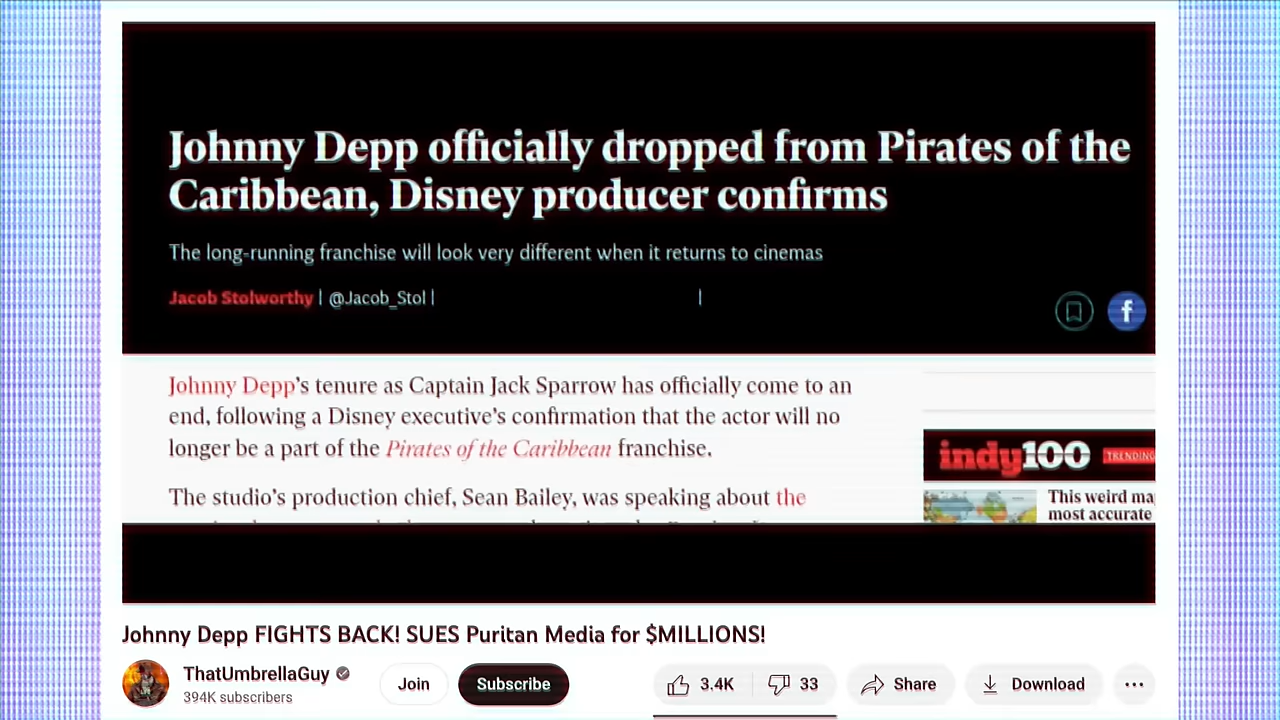 Johnny Depp officially dropped from Pirates of the
Caribbean, Disney producer confirms
The long-running franchise will look very different when it returns to cinemas
Jacob Stolworthy | @Jacob_Stol | |
f
Johnny Depp's tenure as Captain Jack Sparrow has officially come to an
end, following a Disney executive's confirmation that the actor will no
longer be a part of the Pirates of the Caribbean franchise.
indy100 TRENDING
The studio's production chief, Sean Bailey, was speaking about the
This weird ma
most accurate
Johnny Depp FIGHTS BACK! SUES Puritan Media for $MILLIONS!
ThatUmbrellaGuy
394K subscribers
Join
Subscribe
3.4K
33
Share
Download